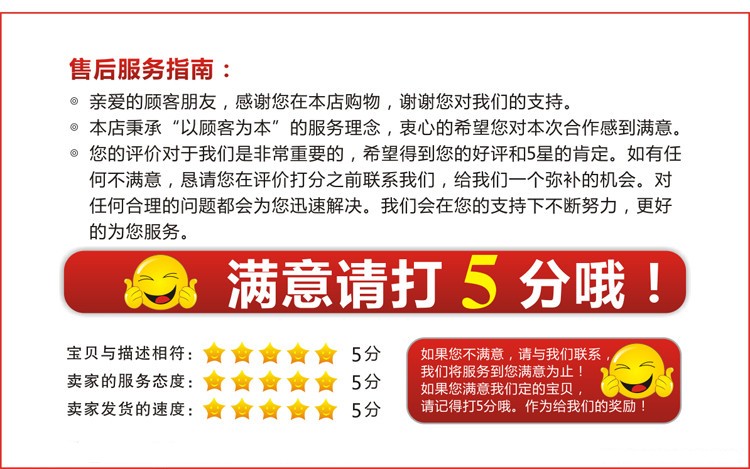 售后服务指南：
◎ 亲爱的顾客朋友，感谢您在本店购物，谢谢您对我们的支持。
◎ 本店秉承“以顾客为本”的服务理念，衷心的希望您对本次合作感到满意。
◎ 您的评价对于我们是非常重要的，希望得到您的好评和5星的肯定。如有任
何不满意，恳请您在评价打分之前联系我们，给我们一个弥补的机会。对
任何合理的问题都会为您迅速解决。我们会在您的支持下不断努力，更好
的为您服务。
满意请打 5 分哦！
宝贝与描述相符： 5分
卖家的服务态度： 5分
卖家发货的速度： 5分
如果您不满意，请与我们联系，
我们将服务到您满意为止！
如果您满意我们定的宝贝，
请记得打5分哦。作为给我们的奖励！